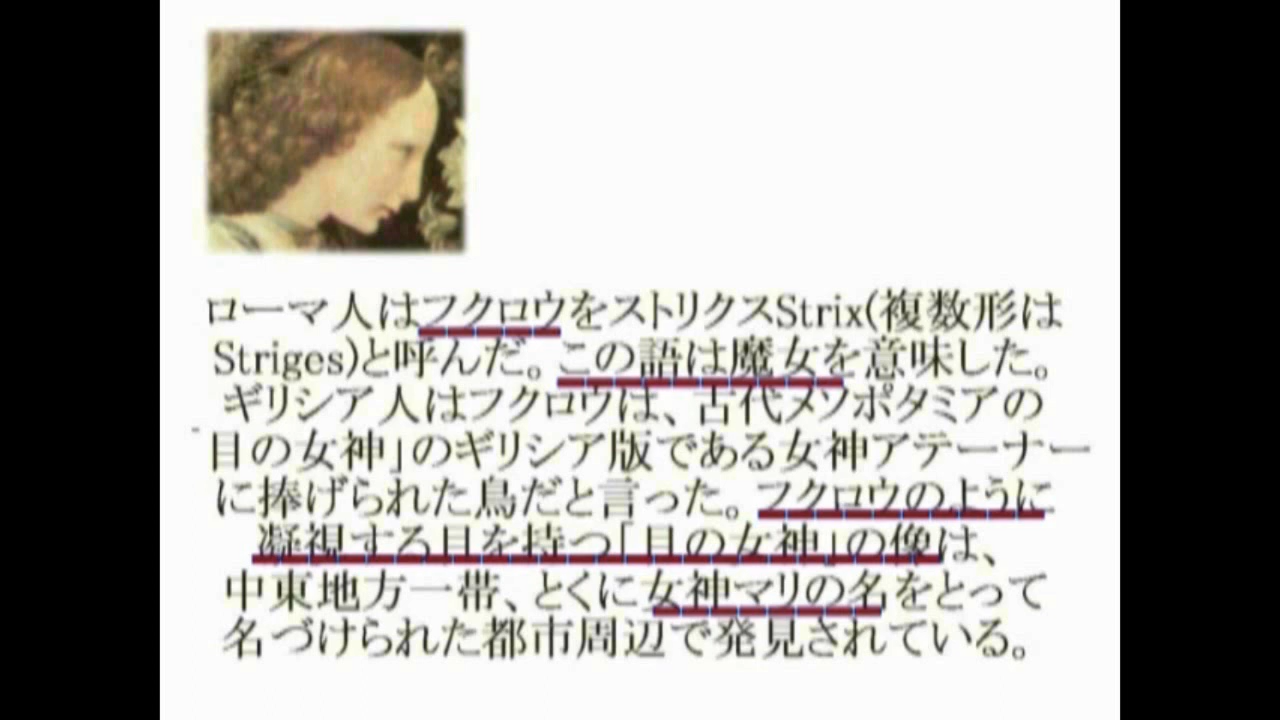 ローマ人はフクロウをストリクスStrix(複数形は
Striges)と呼んだ。この語は魔女を意味した。
ギリシア人はフクロウは、古代メソポタミアの
目の女神」のギリシア版である女神アテーナー
に捧げられた鳥だと言った。フクロウのように
凝視する目を持つ「目の女神」の像は、
中東地方一帯、とくに女神マリの名をとって
名づけられた都市周辺で発見されている。